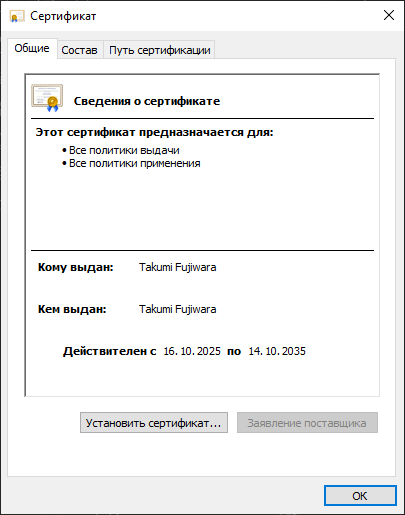 Сертификат
Общие Состав Путь сертификации
Сведения о сертификате
Этот сертификат предназначается для:
• Все политики выдачи
• Все политики применения
Кому выдан: Takumi Fujiwara
Кем выдан: Takumi Fujiwara
Действителен с 16.10.2025 по 14.10.2035
Установить сертификат... Заявление поставщика
ОК